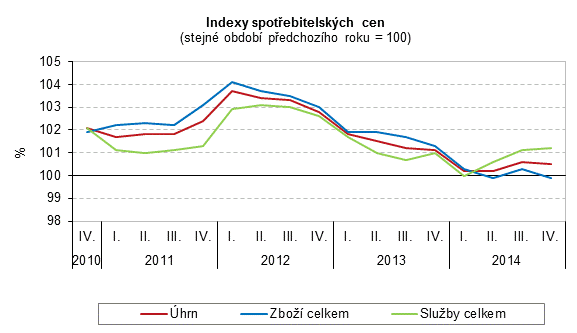 Indexy spotřebitelských cen
(stejné období předchozího roku = 100)
105
104
103
102
101
100
99
98
%
IV. I. II. III. IV. I. II. III. IV. I. II. III. IV. I. II. III. IV.
2010 2011 2012 2013 2014
Úhrn Zboží celkem Služby celkem